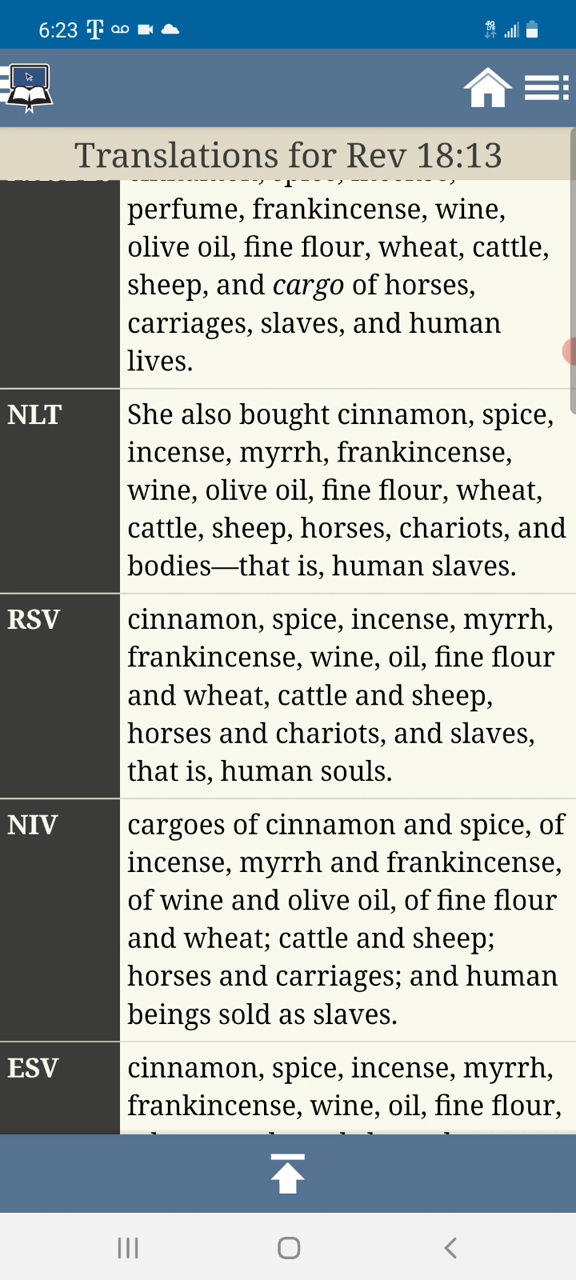 6:23
4G
LTE
Translations for Rev 18:13
perfume, frankincense, wine,
olive oil, fine flour, wheat, cattle,
sheep, and cargo of horses,
carriages, slaves, and human
lives.
NLT
She also bought cinnamon, spice,
incense, myrrh, frankincense,
wine, olive oil, fine flour, wheat,
cattle, sheep, horses, chariots, and
bodies—that is, human slaves.
RSV
cinnamon, spice, incense, myrrh,
frankincense, wine, oil, fine flour
and wheat, cattle and sheep,
horses and chariots, and slaves,
that is, human souls.
NIV
cargoes of cinnamon and spice, of
incense, myrrh and frankincense,
of wine and olive oil, of fine flour
and wheat; cattle and sheep;
horses and carriages; and human
beings sold as slaves.
ESV
cinnamon, spice, incense, myrrh,
frankincense, wine, oil, fine flour,